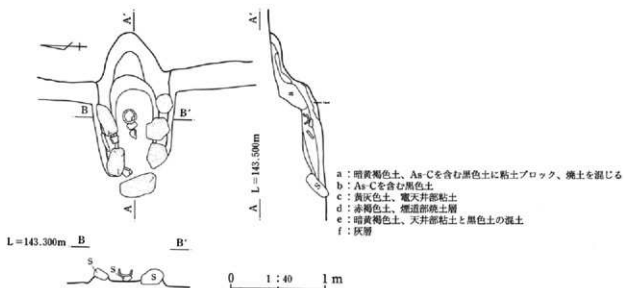 A'
A'
B
B'
a
L=143.500m
A
A
S
a：暗黄褐色土、As-Cを含む黒色土に粘土ブロック、焼土を混じる
b：As-Cを含む黒色土
c：黄灰色土、竃天井部粘土
d：赤褐色土、煙道部焼土層
e：暗黄褐色土、天井部粘土と黒色土の混土
f：灰層
L=143.300m
B
B'
S
S
S
0 1：40 1m